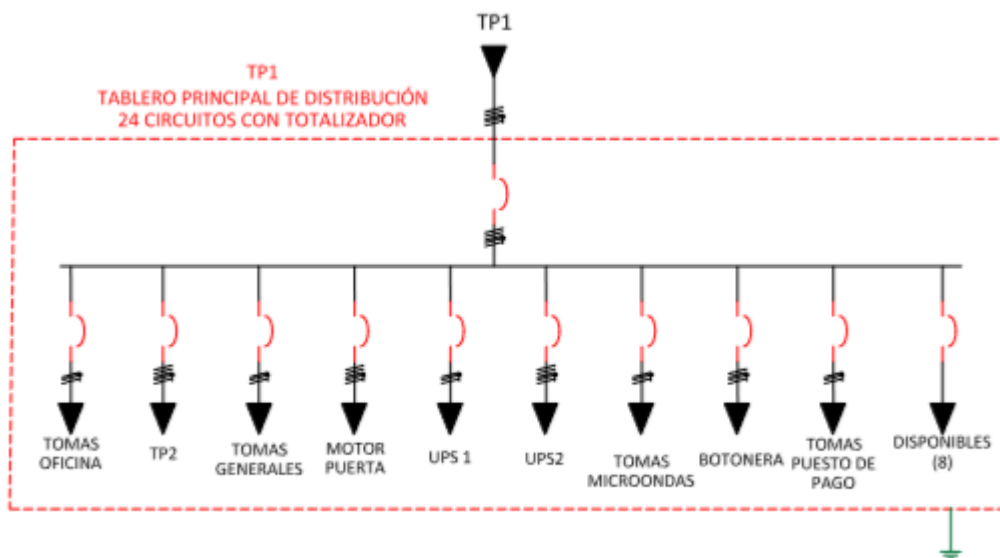 TP1
TP1
TABLERO PRINCIPAL DE DISTRIBUCIÓN
24 CIRCUITOS CON TOTALIZADOR
TOMAS
OFICINA
TP2
TOMAS
GENERALES
MOTOR
PUERTA
UPS 1
UPS2
TOMAS
MICROONDAS
BOTONERA
TOMAS
PUESTO DE
PAGO
DISPONIBLES
(8)